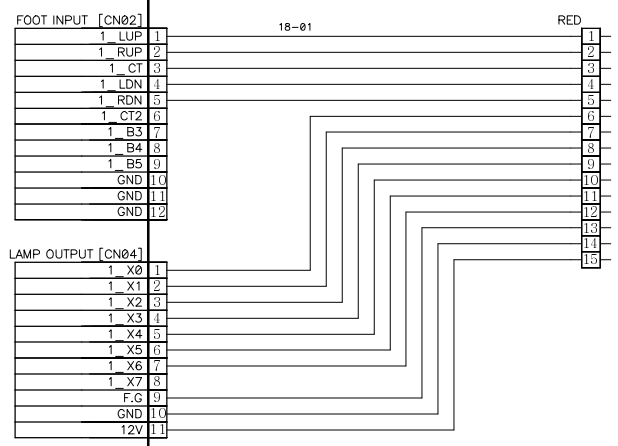 FOOT INPUT [CN02]
1_LUP 1
1_RUP 2
1_CT 3
1_LDN 4
1_RDN 5
1_CT2 6
1_B3 7
1_B4 8
1_B5 9
GND 10
GND 11
GND 12
18-01
RED
1
2
3
4
5
6
7
8
9
10
11
12
13
14
15
LAMP OUTPUT [CN04]
1_X0 1
1_X1 2
1_X2 3
1_X3 4
1_X4 5
1_X5 6
1_X6 7
1_X7 8
F.G 9
GND 10
12V 11